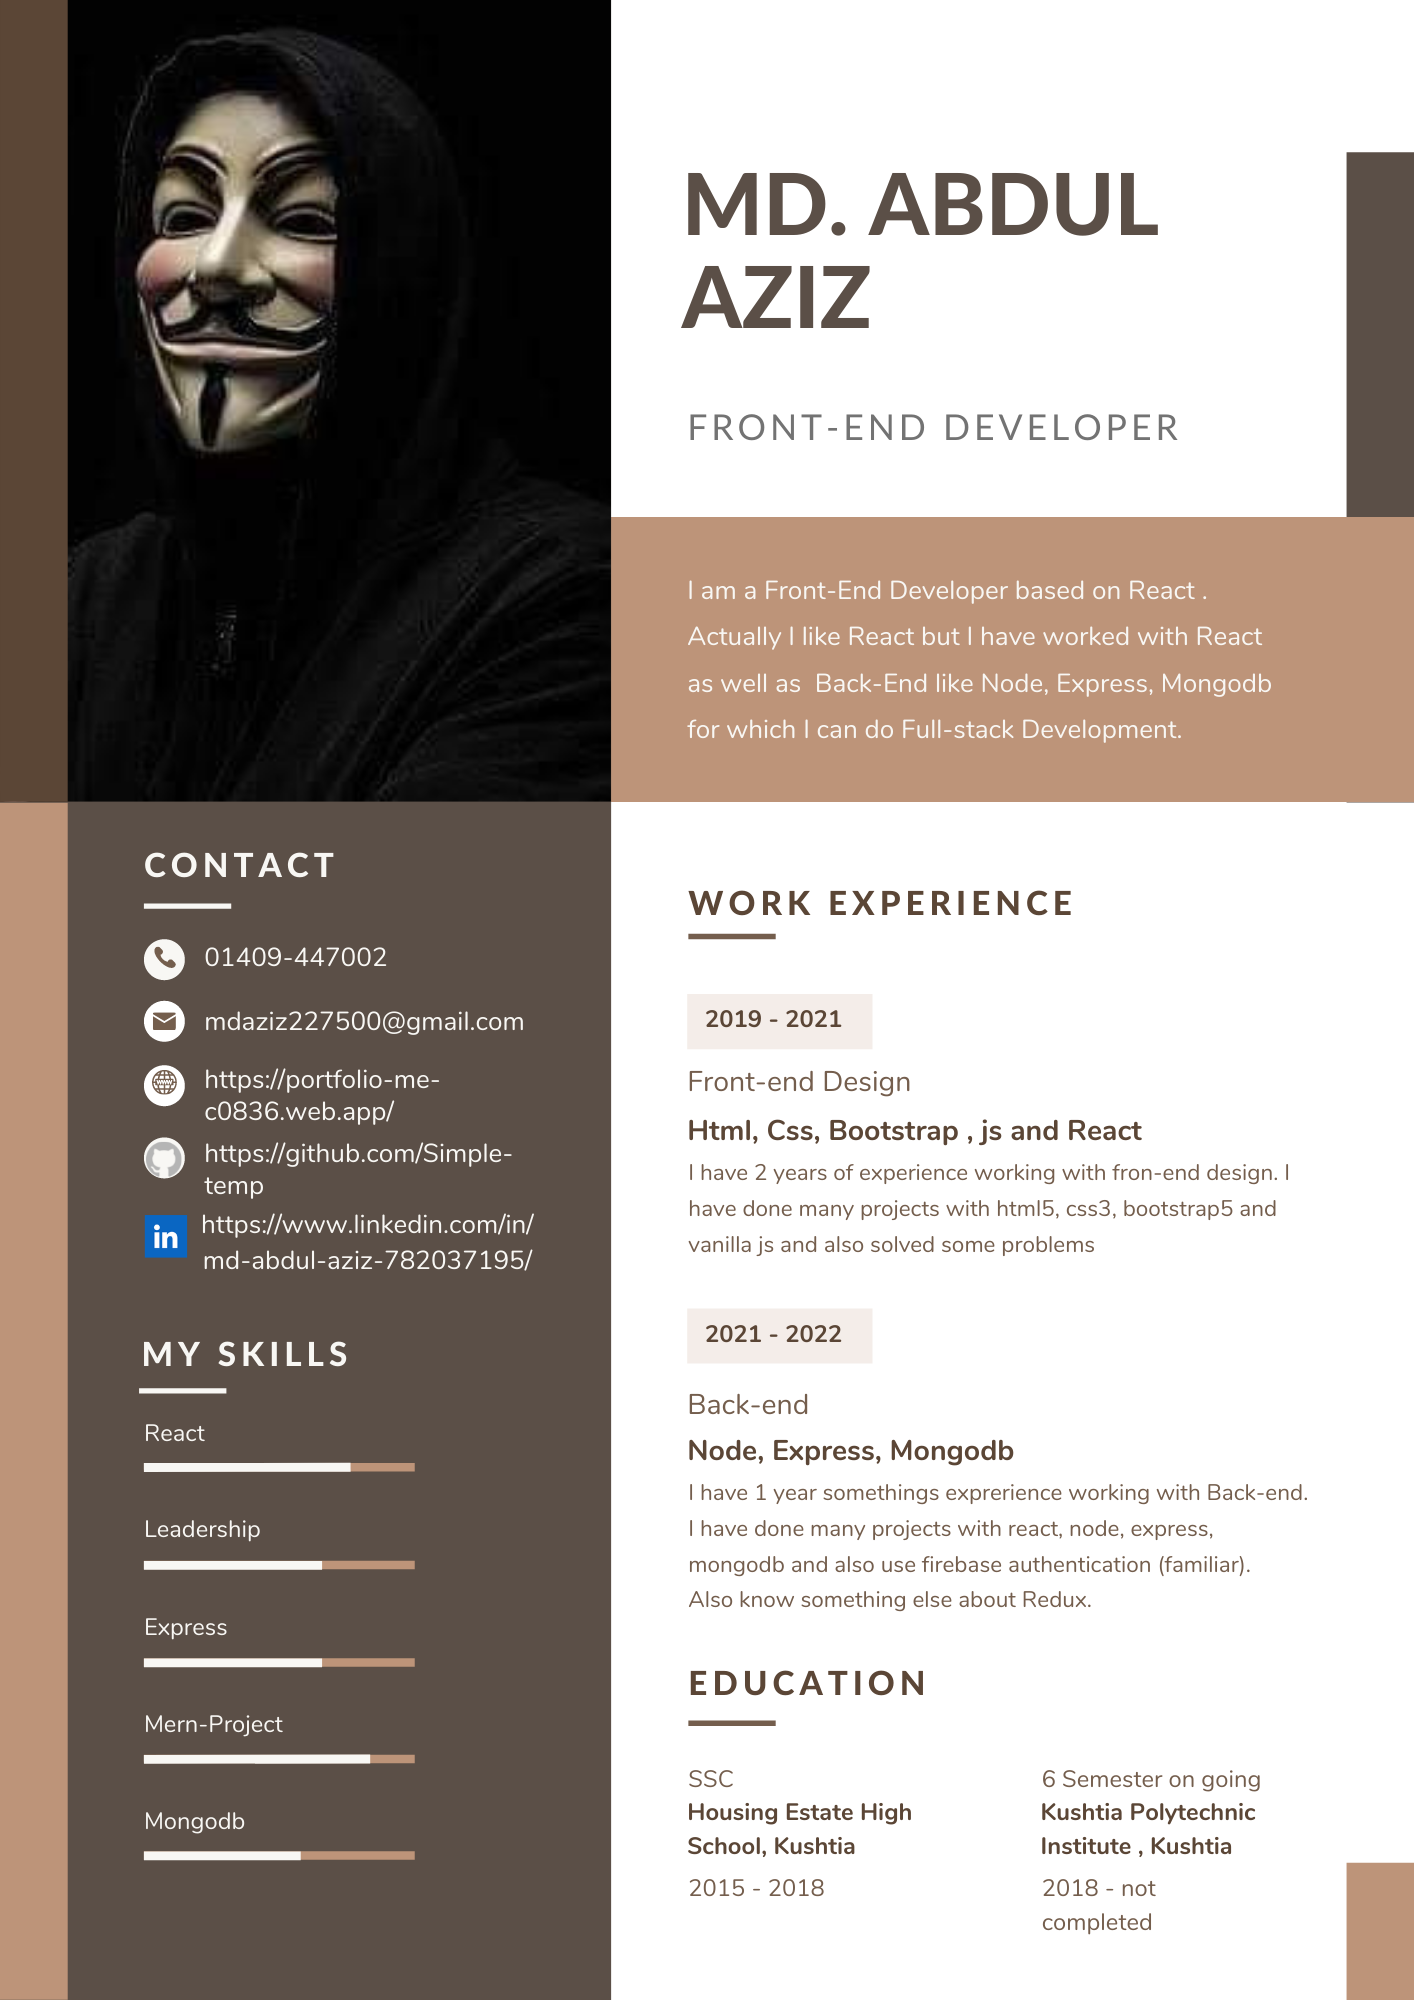 MD. ABDUL
AZIZ
FRONT-END DEVELOPER
I am a Front-End Developer based on React .
Actually I like React but I have worked with React
as well as  Back-End like Node, Express, Mongodb
for which I can do Full-stack Development.
CONTACT
01409-447002
mdaziz227500@gmail.com
https://portfolio-me-
c0836.web.app/
https://github.com/Simple-
temp
in
https://www.linkedin.com/in/
md-abdul-aziz-782037195/
MY SKILLS
React
Leadership
Express
Mern-Project
Mongodb
WORK EXPERIENCE
2019 - 2021
Front-end Design
Html, Css, Bootstrap , js and React
I have 2 years of experience working with fron-end design. I
have done many projects with html5, css3, bootstrap5 and
vanilla js and also solved some problems
2021 - 2022
Back-end
Node, Express, Mongodb
I have 1 year somethings exprerience working with Back-end.
I have done many projects with react, node, express,
mongodb and also use firebase authentication (familiar).
Also know something else about Redux.
EDUCATION
SSC
Housing Estate High
School, Kushtia
2015 - 2018
6 Semester on going
Kushtia Polytechnic
Institute , Kushtia
2018 - not
completed